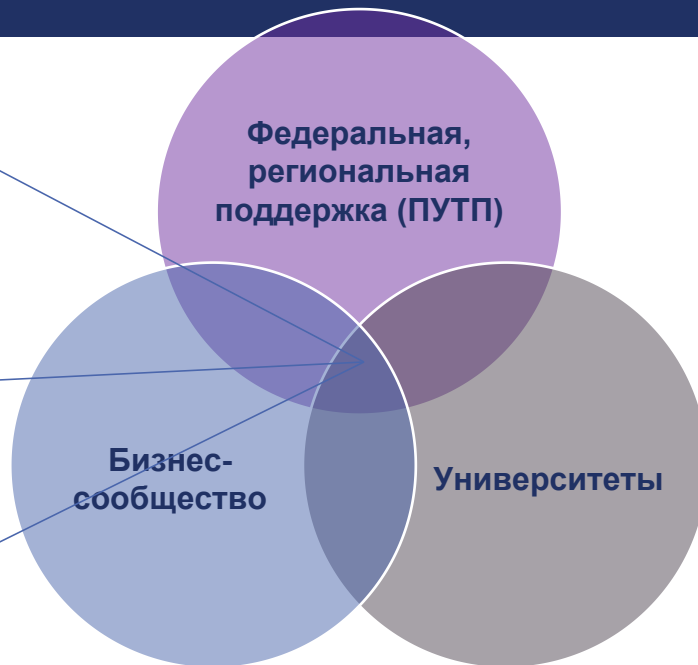 Федеральная,
региональная
поддержка (ПУТП)
Бизнес-
сообщество
Университеты